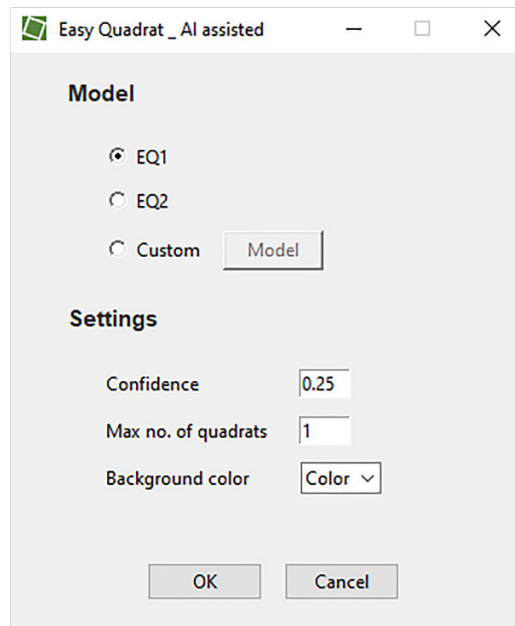 Easy Quadrat _ AI assisted
Model
EQ1
EQ2
Custom Model
Settings
Confidence 0.25
Max no. of quadrats 1
Background color Color
OK Cancel